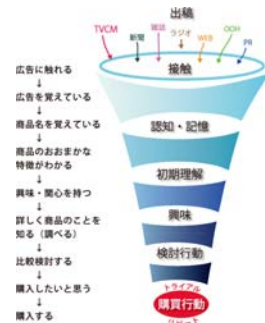 出稿
TVCM
新聞
雑誌
ラジオ
WEB
OOH
PR
広告に触れる
↓
広告を覚えている
↓
商品名を覚えている
↓
商品のおおまかな
特徴がわかる
↓
興味・関心を持つ
↓
詳しく商品のことを
知る（調べる）
↓
比較検討する
↓
購入したいと思う
↓
購入する
接触
認知・記憶
初期理解
興味
検討行動
トライアル
購買行動
リピート